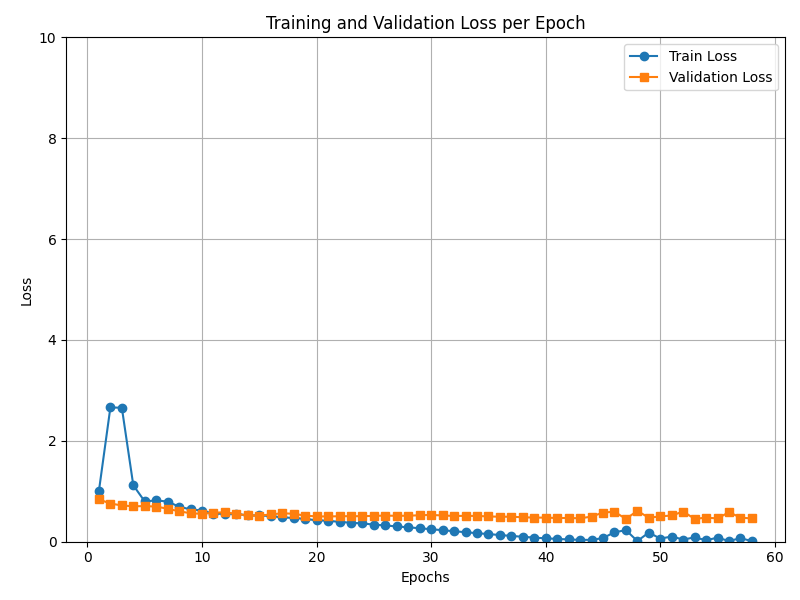 Training and Validation Loss per Epoch
Train Loss
Validation Loss
Loss
10
8
6
4
2
0
0 10 20 30 40 50 60
Epochs